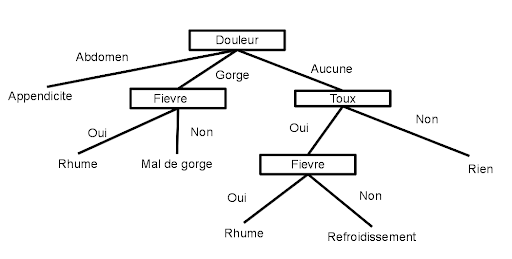 Douleur
Abdomen
Gorge
Aucune
Appendicite
Fievre
Toux
Oui
Non
Oui
Non
Rhume
Mal de gorge
Fievre
Rien
Oui
Non
Rhume
Refroidissement